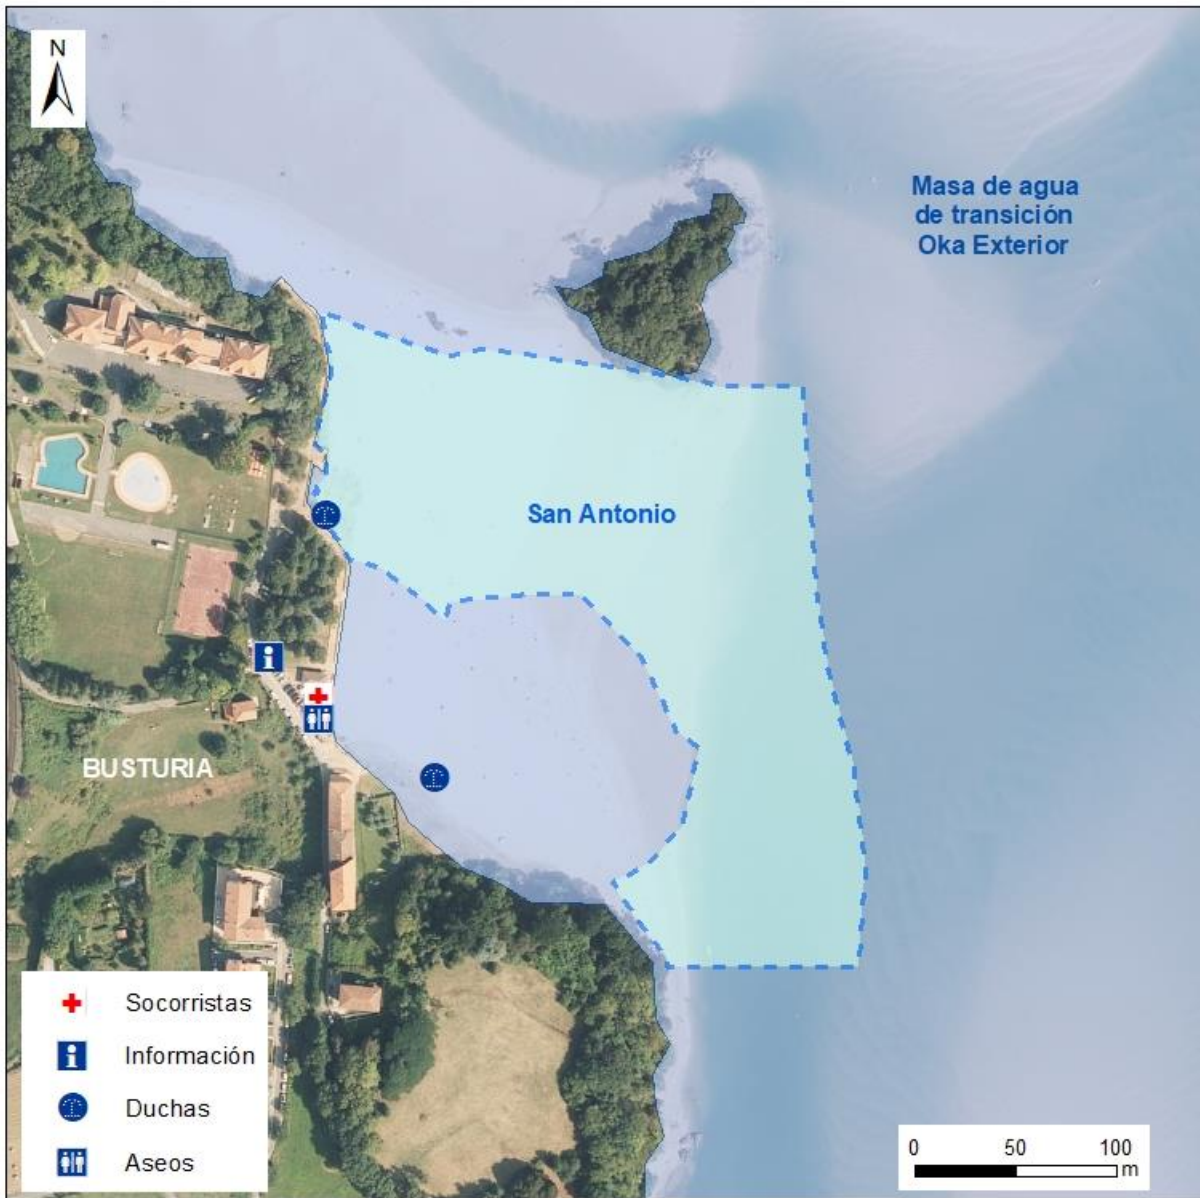 N
Masa de agua
de transición
Oka Exterior
San Antonio
BUSTURIA
Socorristas
Información
Duchas
Aseos
0 50 100
m